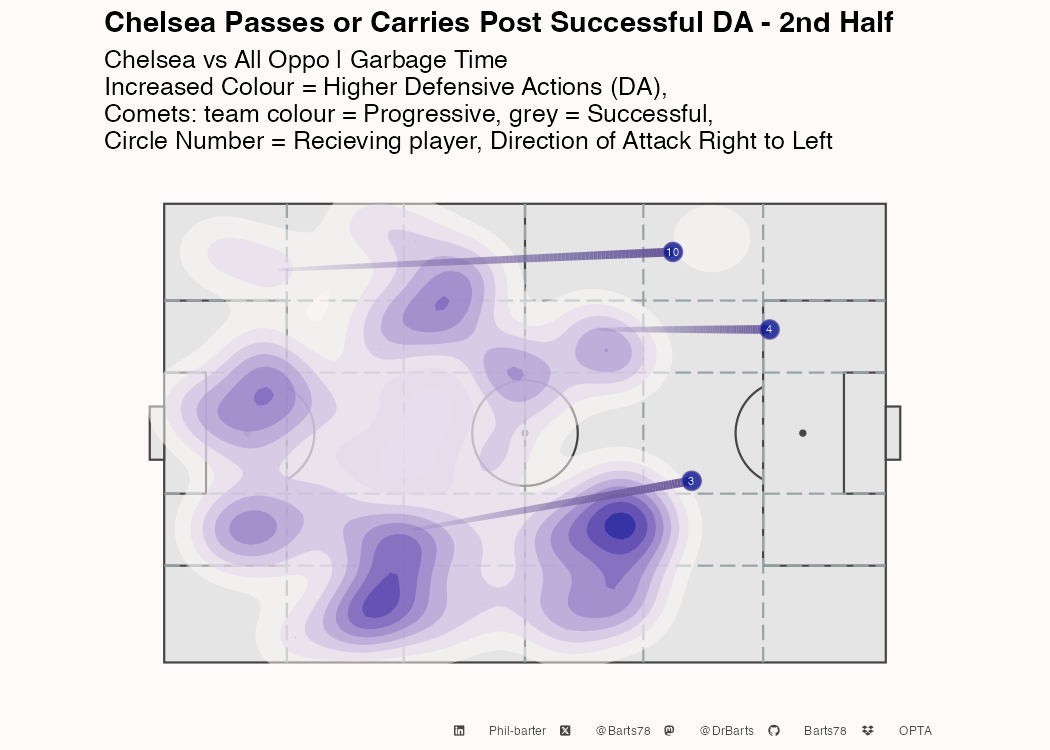 Chelsea Passes or Carries Post Successful DA - 2nd Half
Chelsea vs All Oppo | Garbage Time
Increased Colour = Higher Defensive Actions (DA),
Comets: team colour = Progressive, grey = Successful,
Circle Number = Recieving player, Direction of Attack Right to Left
10
4
3
Phil-barter @Barts78 @DrBarts Barts78 OPTA